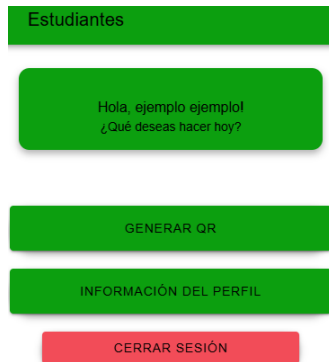 Estudiantes
Hola, ejemplo ejemplo!
¿Qué deseas hacer hoy?
GENERAR QR
INFORMACIÓN DEL PERFIL
CERRAR SESIÓN